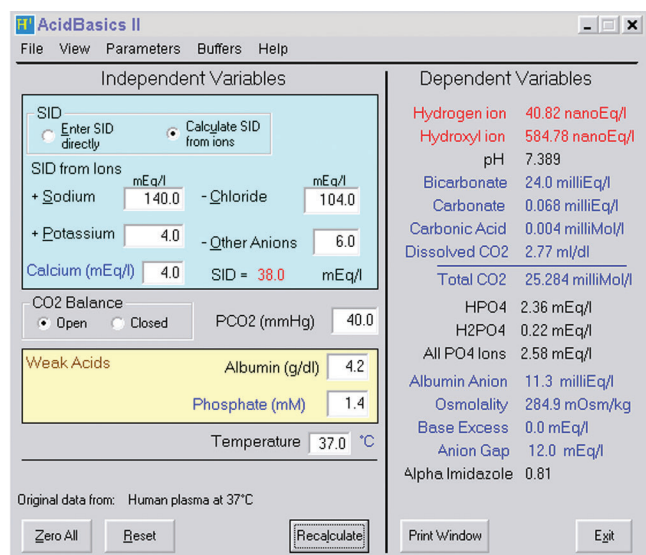 AcidBasics II
File View Parameters Buffers Help
Independent Variables
SID
Enter SID directly
Calculate SID from ions
SID from Ions
mEq/l
mEq/l
+ Sodium 140.0 - Chloride 104.0
+ Potassium 4.0 - Other Anions 6.0
Calcium (mEq/l) 4.0 SID = 38.0 mEq/l
CO2 Balance
Open Closed PCO2 (mmHg) 40.0
Weak Acids Albumin (g/dl) 4.2
Phosphate (mM) 1.4
Temperature 37.0 °C
Original data from: Human plasma at 37°C
Zero All Reset Recalculate
Dependent Variables
Hydrogen ion 40.82 nanoEq/l
Hydroxyl ion 584.78 nanoEq/l
pH 7.389
Bicarbonate 24.0 milliEq/l
Carbonate 0.068 milliEq/l
Carbonic Acid 0.004 milliMol/l
Dissolved CO2 2.77 ml/dl
Total CO2 25.284 milliMol/l
HPO4 2.36 mEq/l
H2PO4 0.22 mEq/l
All PO4 Ions 2.58 mEq/l
Albumin Anion 11.3 milliEq/l
Osmolality 284.9 mOsm/kg
Base Excess 0.0 mEq/l
Anion Gap 12.0 mEq/l
Alpha Imidazole 0.81
Print Window Exit